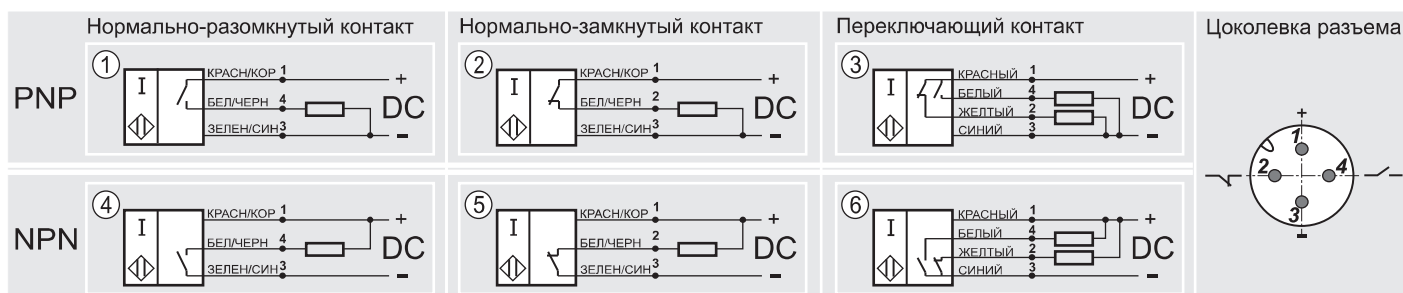 Нормально-разомкнутый контакт
Нормально-замкнутый контакт
Переключающий контакт
Цоколевка разъема
PNP
1
I
КРАСН/КОР 1
+
БЕЛ/ЧЕРН 4
DC
ЗЕЛЕН/СИН 3
-
2
I
КРАСН/КОР 1
+
БЕЛ/ЧЕРН 2
DC
ЗЕЛЕН/СИН 3
-
3
I
КРАСНЫЙ 1
+
БЕЛЫЙ 4
DC
ЖЕЛТЫЙ 2
СИНИЙ 3
-
+
1
2
4
3
-
NPN
4
I
КРАСН/КОР 1
+
БЕЛ/ЧЕРН 4
DC
ЗЕЛЕН/СИН 3
-
5
I
КРАСН/КОР 1
+
БЕЛ/ЧЕРН 2
DC
ЗЕЛЕН/СИН 3
-
6
I
КРАСНЫЙ 1
+
БЕЛЫЙ 4
DC
ЖЕЛТЫЙ 2
СИНИЙ 3
-